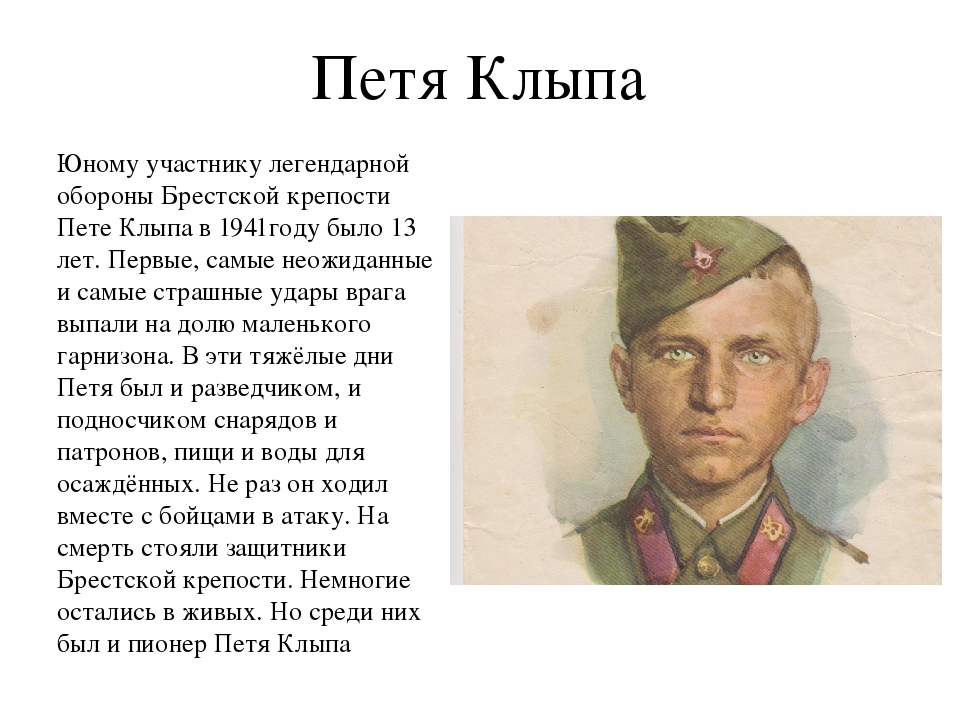 Петя Клыпа
Юному участнику легендарной
обороны Брестской крепости
Пете Клыпа в 1941году было 13
лет. Первые, самые неожиданные
и самые страшные удары врага
выпали на долю маленького
гарнизона. В эти тяжёлые дни
Петя был и разведчиком, и
подносчиком снарядов и
патронов, пищи и воды для
осаждённых. Не раз он ходил
вместе с бойцами в атаку. На
смерть стояли защитники
Брестской крепости. Немногие
остались в живых. Но среди них
был и пионер Петя Клыпа